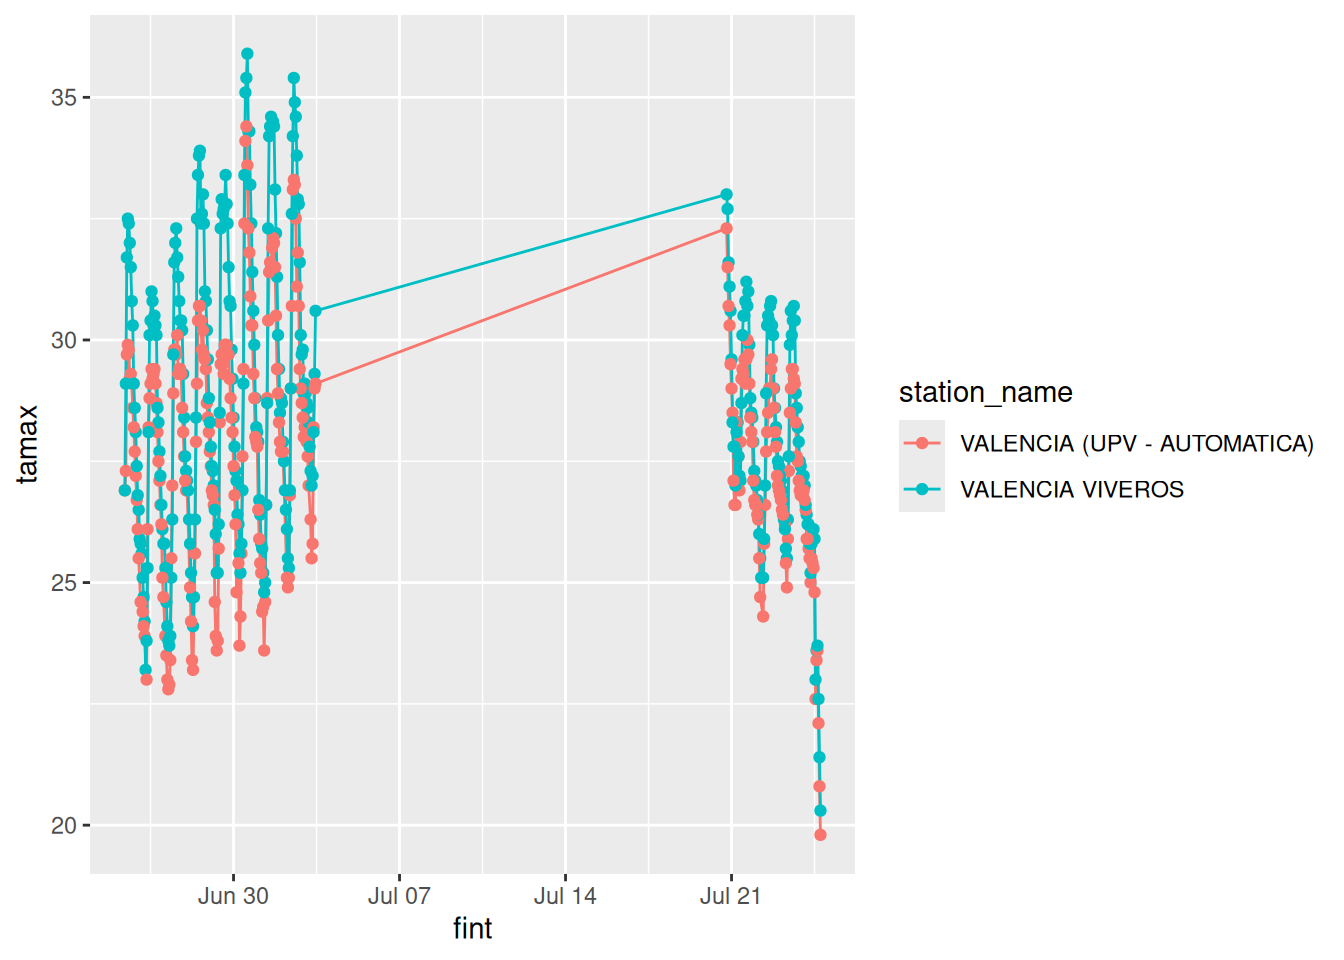 35
30
25
20
tamax
Jun 30
Jul 07
Jul 14
Jul 21
fint
station_name
VALENCIA (UPV - AUTOMATICA)
VALENCIA VIVEROS